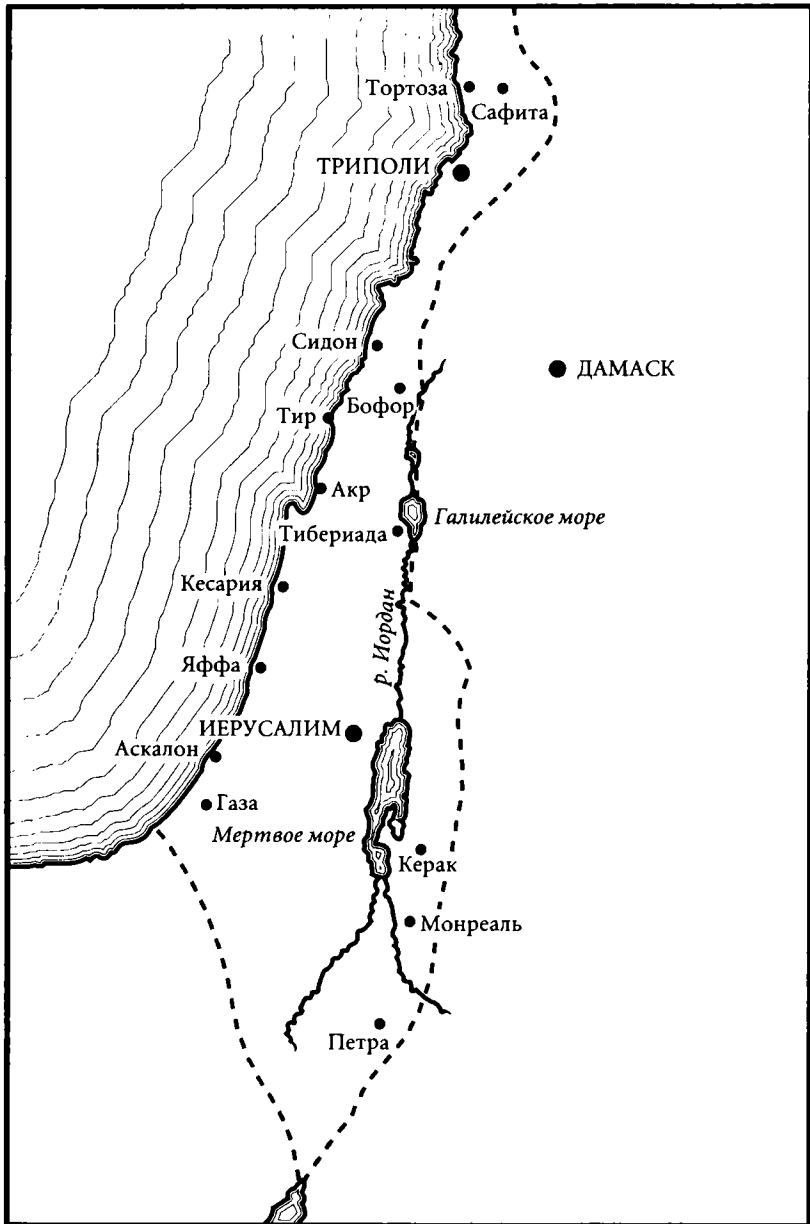 Тортоза
Сафита
ТРИПОЛИ
Сидон
ДАМАСК
Бофор
Тир
Акр
Галилейское море
Тибериада
Кесария
р. Иордан
Яффа
ИЕРУСАЛИМ
Аскалон
Газа
Мертвое море
Керак
Монреаль
Петра